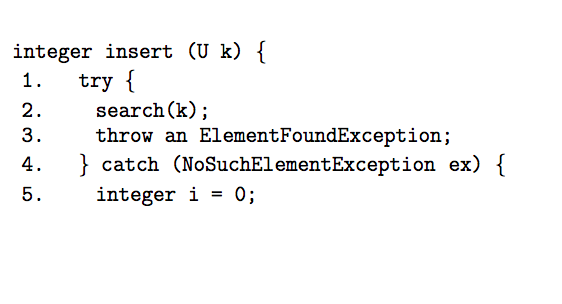 integer insert (U k) {
1. try {
2. search(k);
3. throw an ElementFoundException;
4. } catch (NoSuchElementException ex) {
5. integer i = 0;